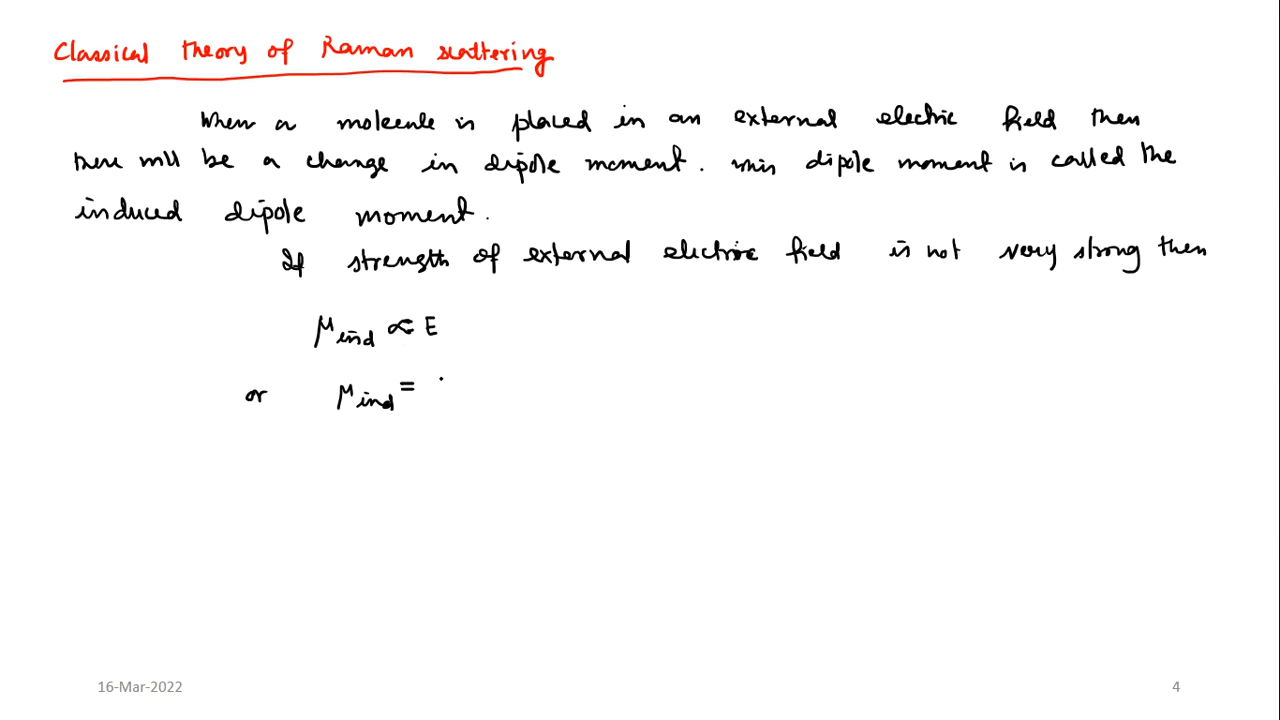 Classical theory of Raman scattering
When a molecule is placed in an external electric field then
there will be a change in dipole moment. This dipole moment is called the
induced dipole moment.
If strength of external electric field is not very strong then
μind ∝ E
or μind =
16-Mar-2022 4